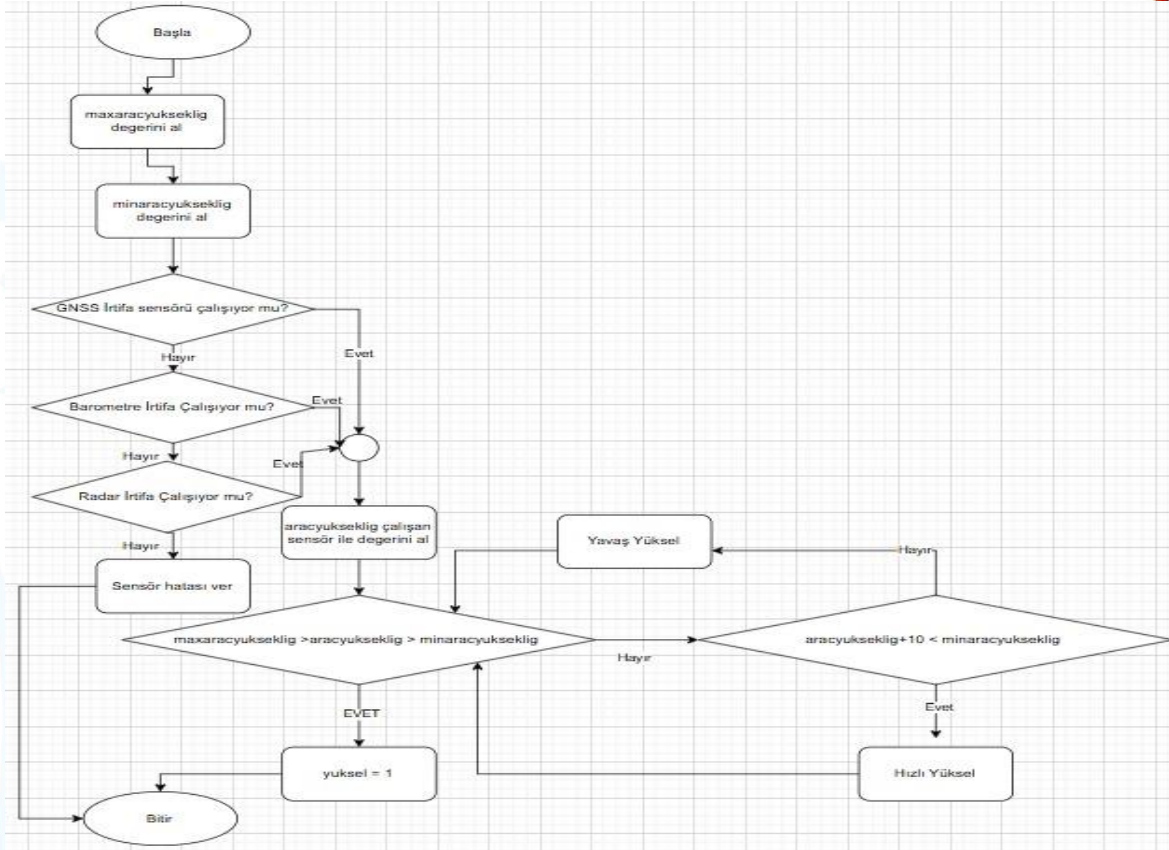 Başla
maxaracyukseklig
degerini al
minaracyukseklig
degerini al
GNSS İrtifa sensörü çalışıyor mu?
Evet
Hayır
Barometre İrtifa Çalışıyor mu?
Evet
Hayır
Evet
Radar İrtifa Çalışıyor mu?
Hayır
aracyukseklig çalışan
sensör ile degerini al
Yavaş Yüksel
Hayır
Sensör hatası ver
maxaracyukseklig >aracyukseklig > minaracyukseklig
Hayır
aracyukseklig+10 < minaracyukseklig
EVET
Evet
yuksel = 1
Hızlı Yüksel
Bitir